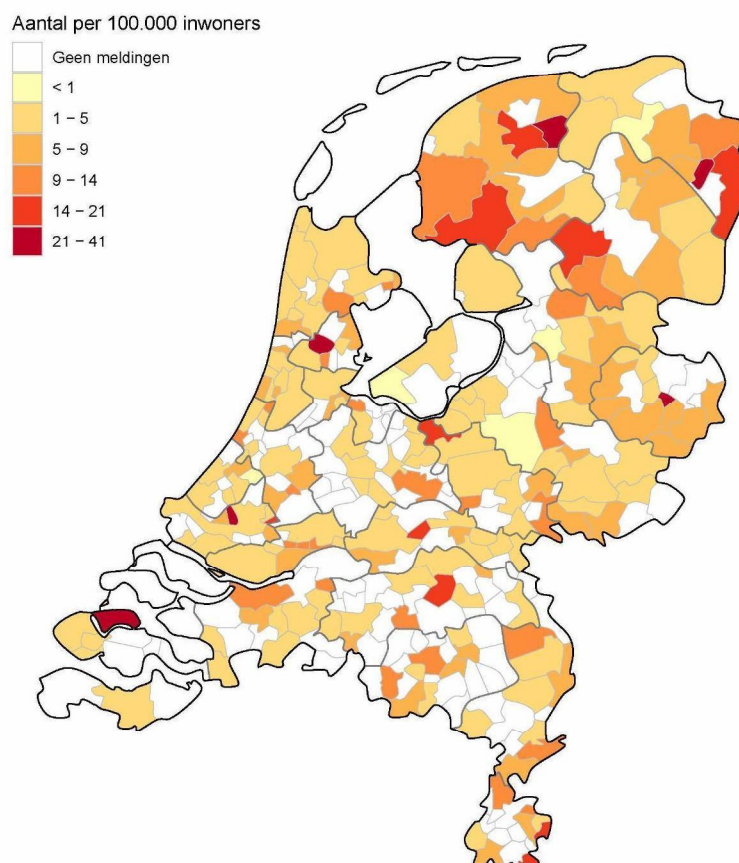 Aantal per 100.000 inwoners
Geen meldingen
< 1
1 – 5
5 – 9
9 – 14
14 – 21
21 – 41